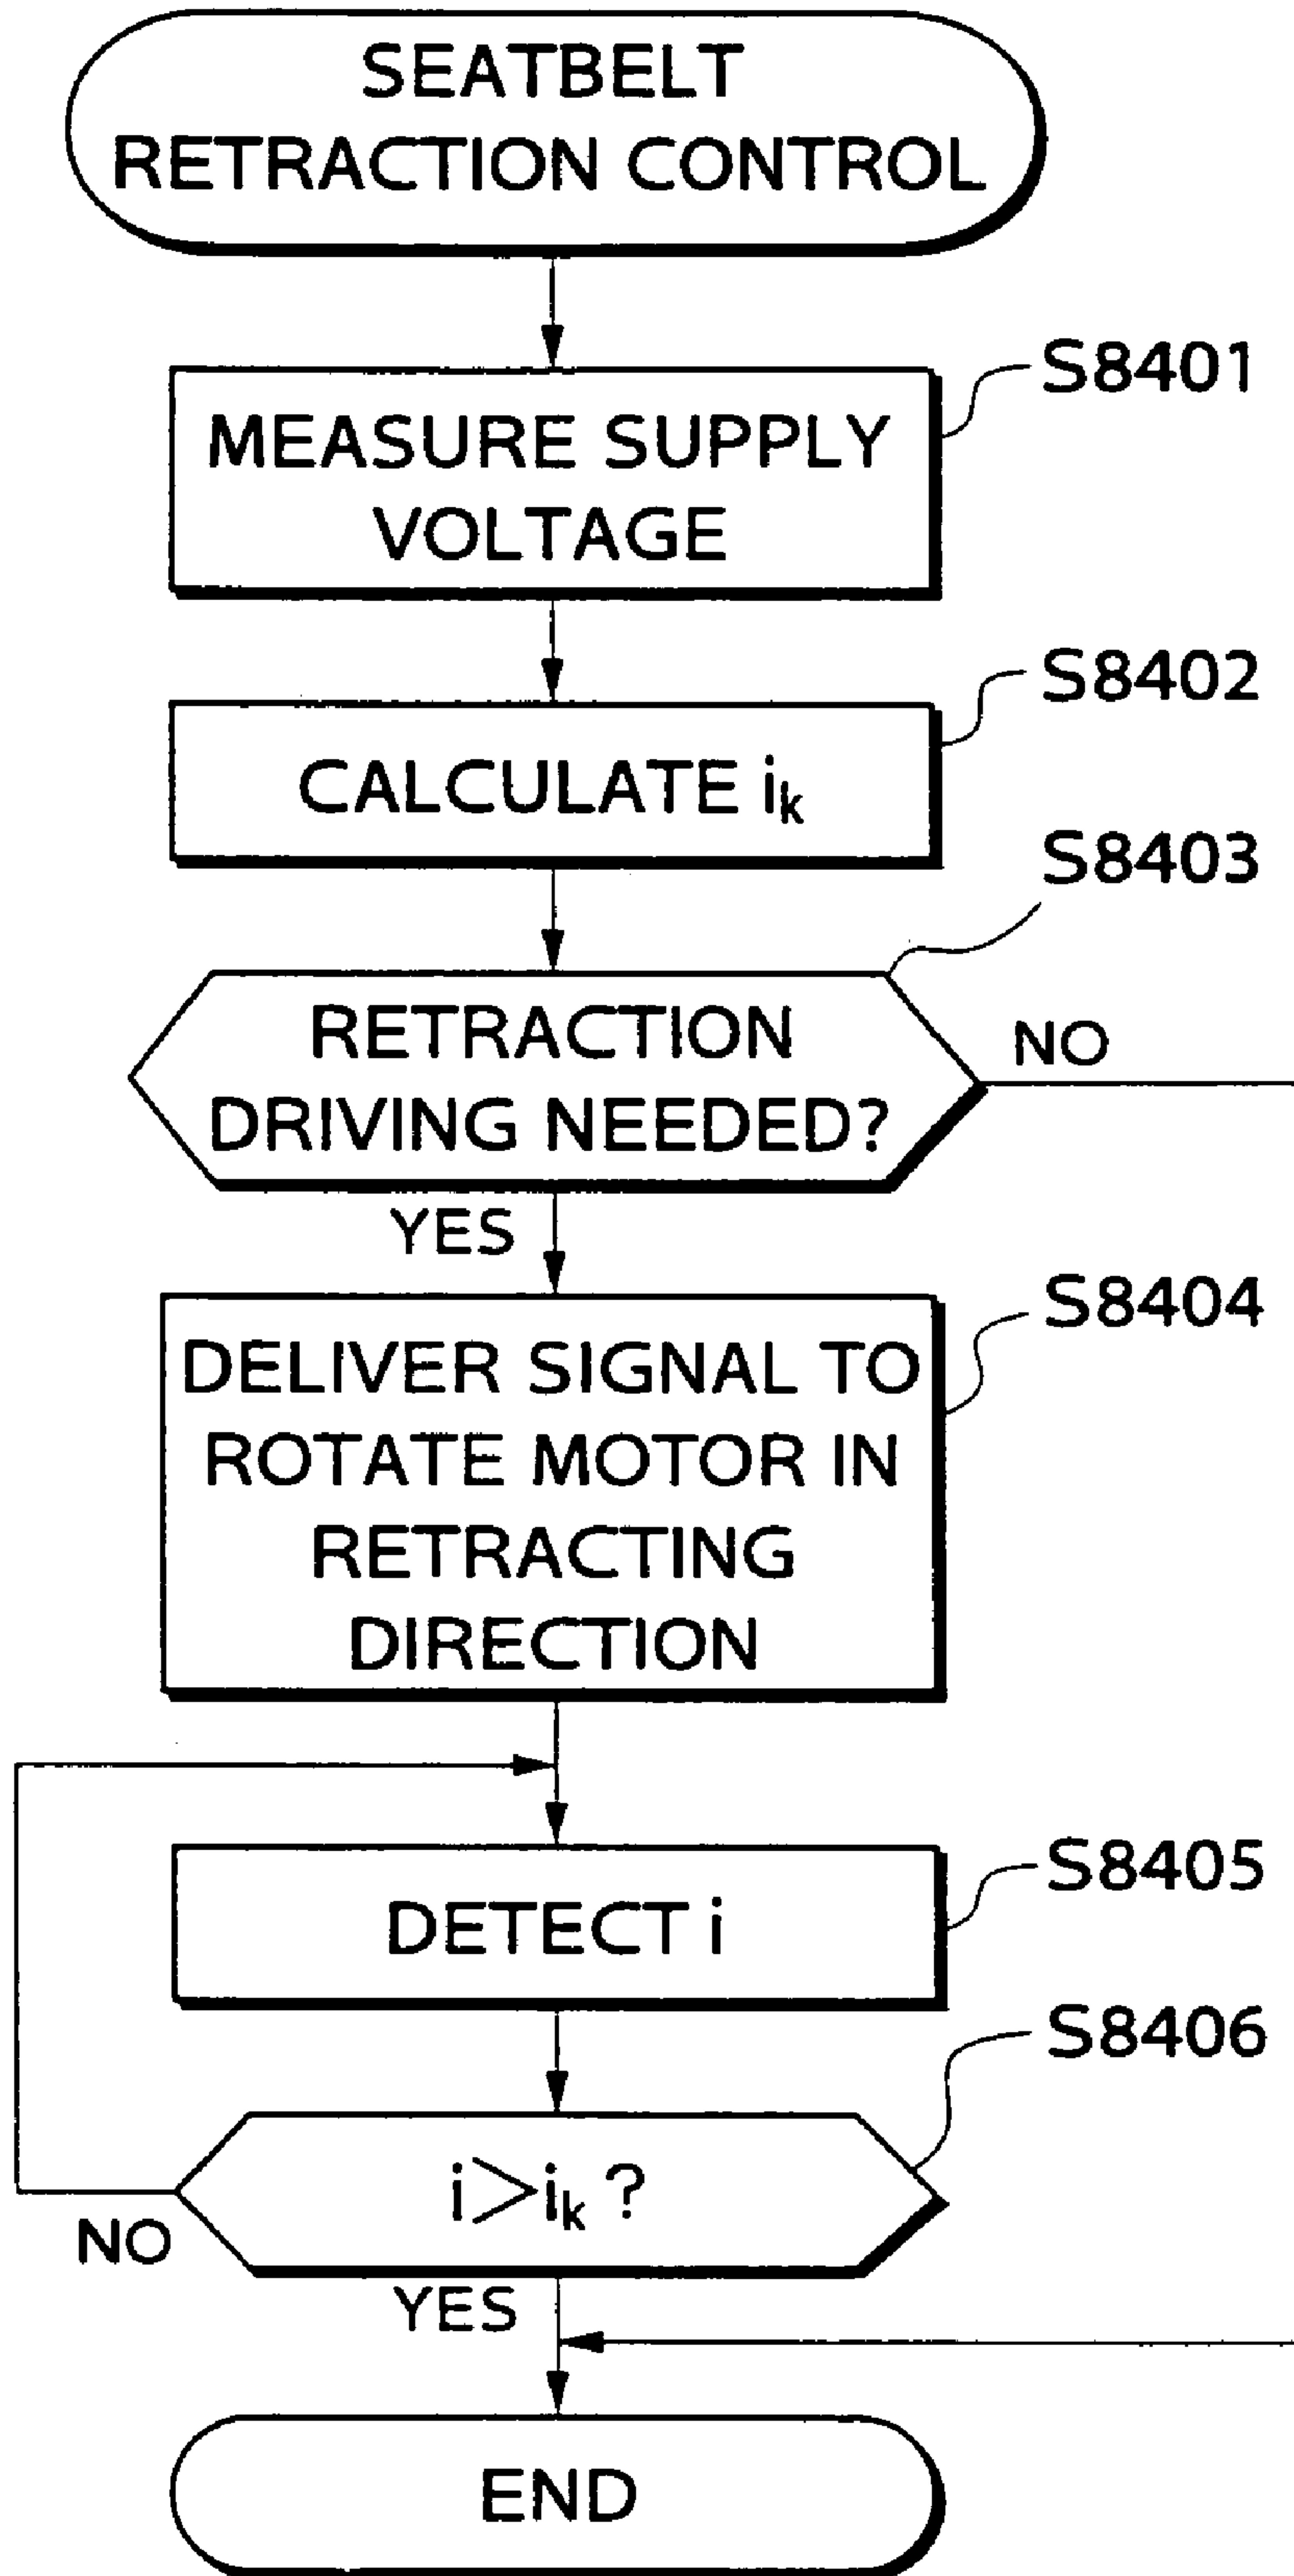 SEATBELT
RETRACTION CONTROL
S8401
MEASURE SUPPLY
VOLTAGE
S8402
CALCULATE iₖ
S8403
RETRACTION
DRIVING NEEDED?
NO
YES
S8404
DELIVER SIGNAL TO
ROTATE MOTOR IN
RETRACTING
DIRECTION
S8405
DETECT i
S8406
i>iₖ ?
NO
YES
END